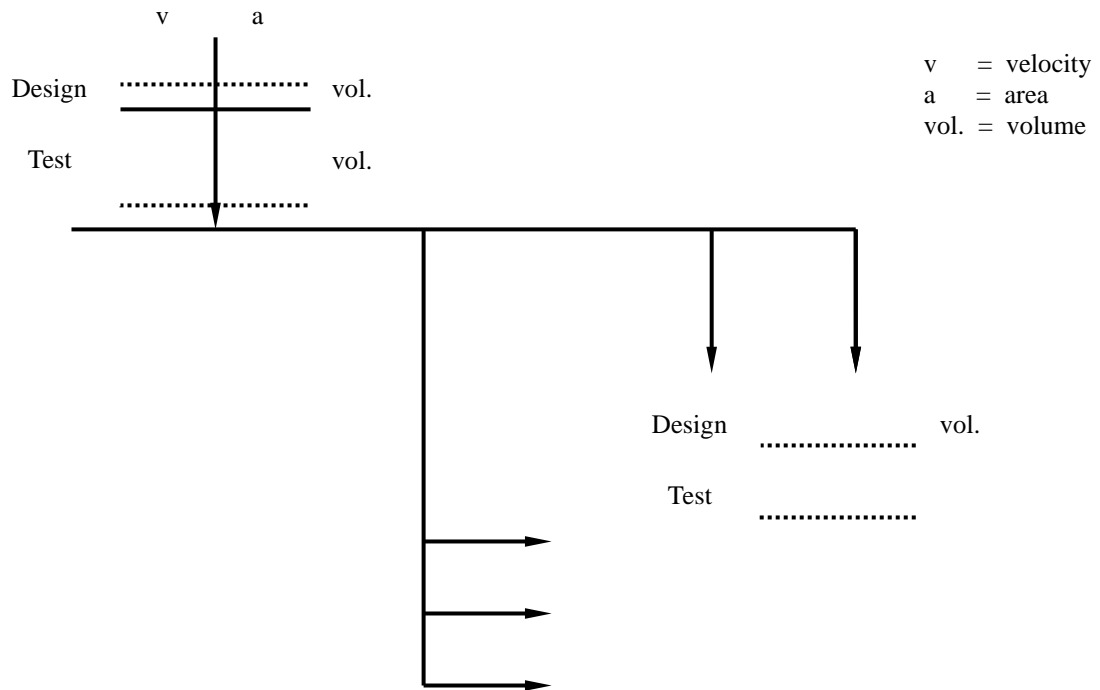 v a
Design vol.
v = velocity
a = area
vol. = volume
Test vol.
Design vol.
Test